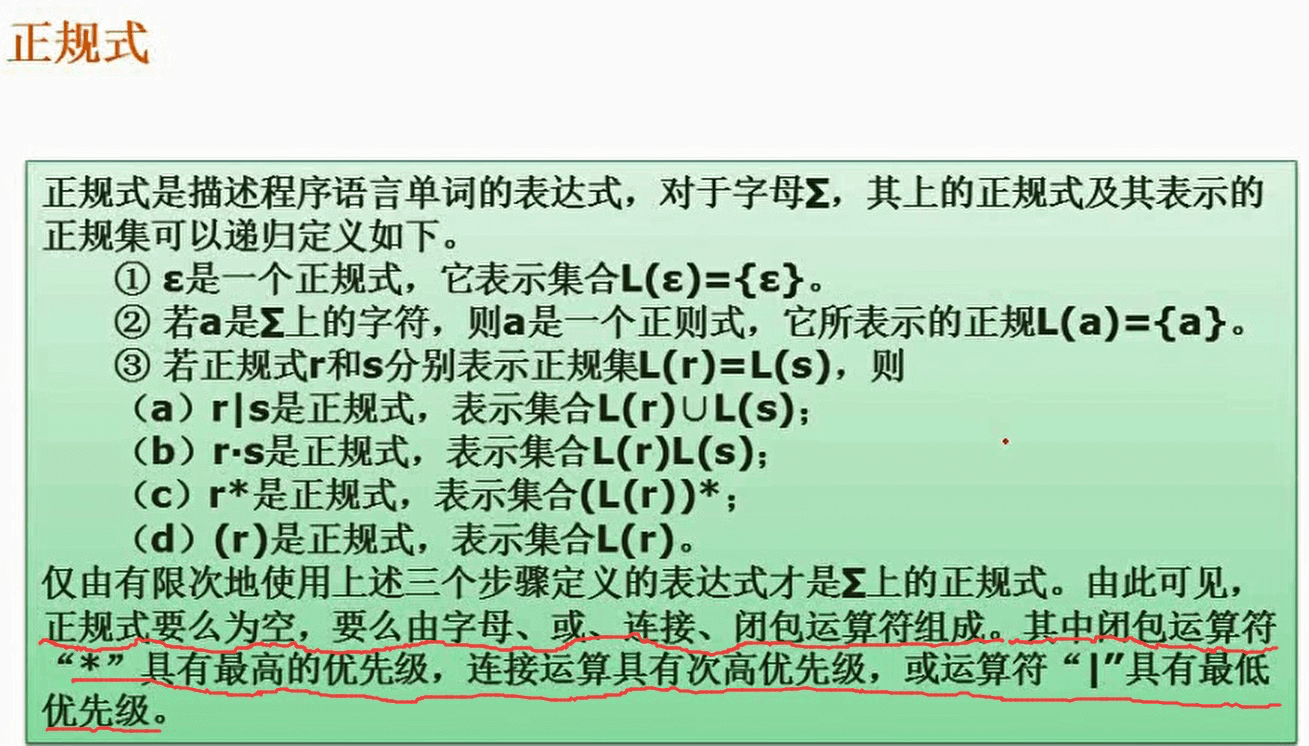 正规式
正规式是描述程序语言单词的表达式，对于字母Σ，其上的正规式及其表示的
正规集可以递归定义如下。
① ε是一个正规式，它表示集合L(ε)={ε}。
② 若a是Σ上的字符，则a是一个正则式，它所表示的正规L(a)={a}。
③ 若正规式r和s分别表示正规集L(r)=L(s)，则
（a）r|s是正规式，表示集合L(r)∪L(s)；
（b）r·s是正规式，表示集合L(r)L(s)；
（c）r*是正规式，表示集合(L(r))*；
（d）(r)是正规式，表示集合L(r)。
仅由有限次地使用上述三个步骤定义的表达式才是Σ上的正规式。由此可见，
正规式要么为空，要么由字母、或、连接、闭包运算符组成。其中闭包运算符
“*”具有最高的优先级，连接运算具有次高优先级，或运算符“|”具有最低
优先级。